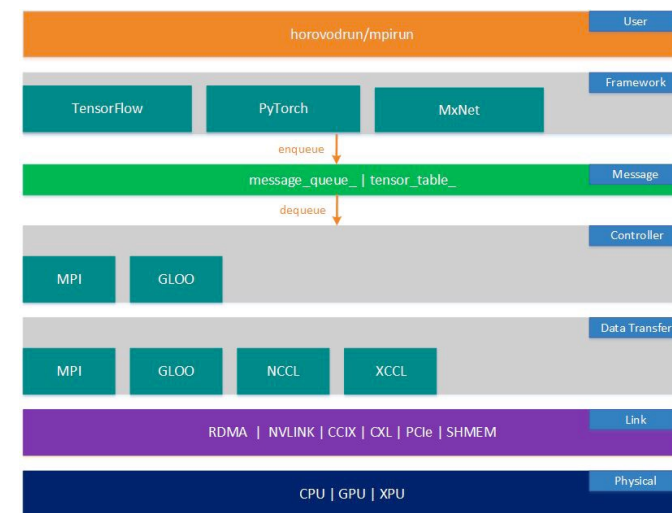 User
horovodrun/mpirun
Framework
TensorFlow
PyTorch
MxNet
enqueue
Message
message_queue_ | tensor_table_
dequeue
Controller
MPI
GLOO
Data Transfer
MPI
GLOO
NCCL
XCCL
Link
RDMA | NVLINK | CCIX | CXL | PCIe | SHMEM
Physical
CPU | GPU | XPU